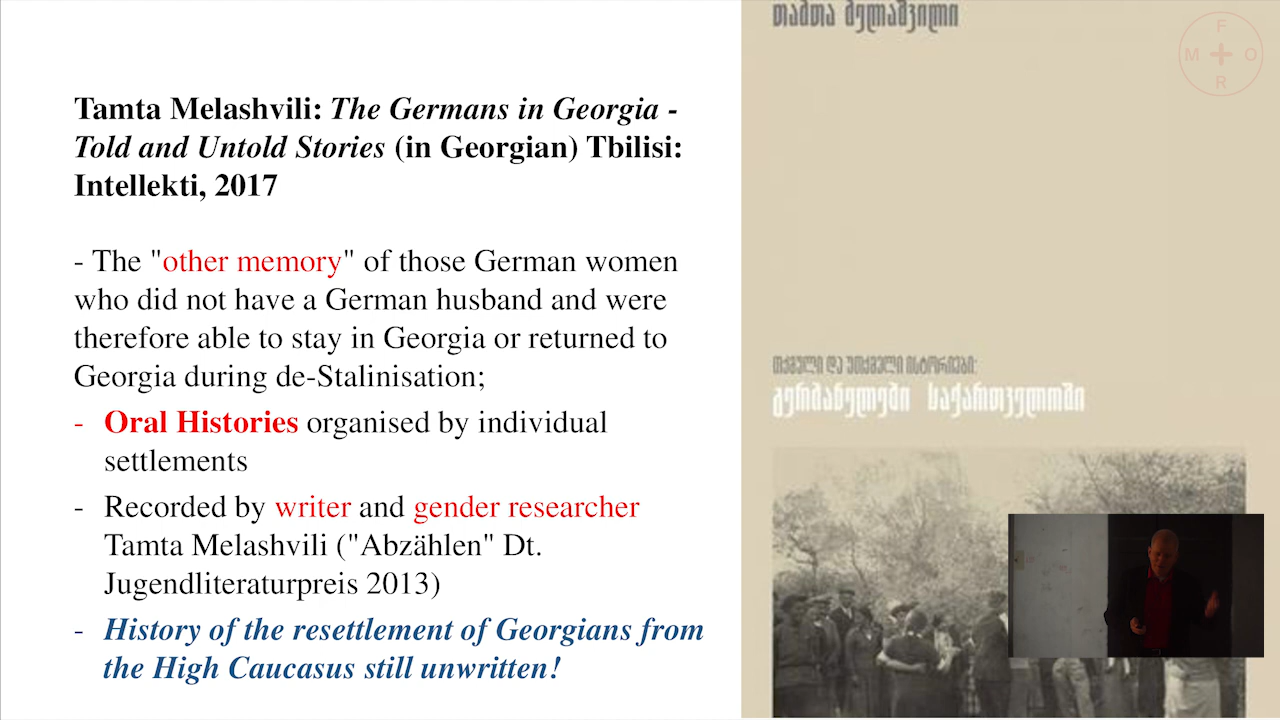 Tamta Melashvili: The Germans in Georgia -
Told and Untold Stories (in Georgian) Tbilisi:
Intellekti, 2017
- The "other memory" of those German women
who did not have a German husband and were
therefore able to stay in Georgia or returned to
Georgia during de-Stalinisation;
- Oral Histories organised by individual
settlements
- Recorded by writer and gender researcher
Tamta Melashvili ("Abzählen" Dt.
Jugendliteraturpreis 2013)
- History of the resettlement of Georgians from
the High Caucasus still unwritten!
თამთა მელაშვილი
თქმული და უთქმელი ისტორიები:
გერმანელები საქართველოში
F
M O
R